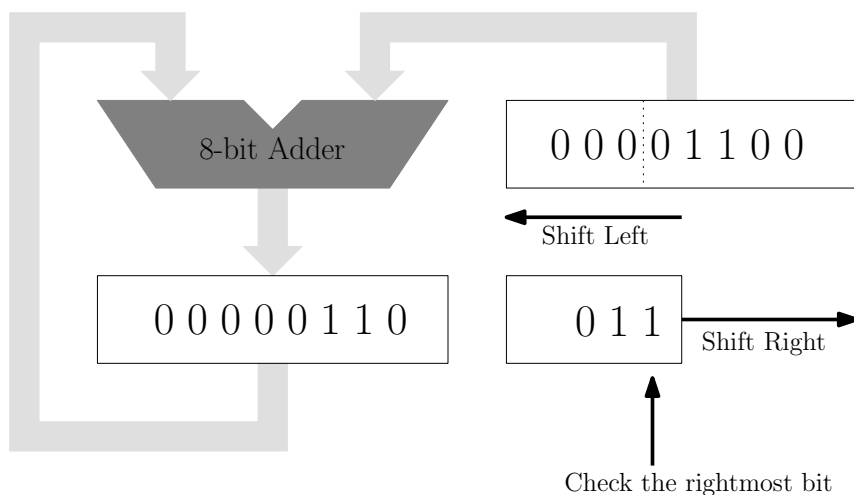 8-bit Adder
0 0 0 0 1 1 0 0
Shift Left
0 0 0 0 0 1 1 0
0 1 1
Shift Right
Check the rightmost bit